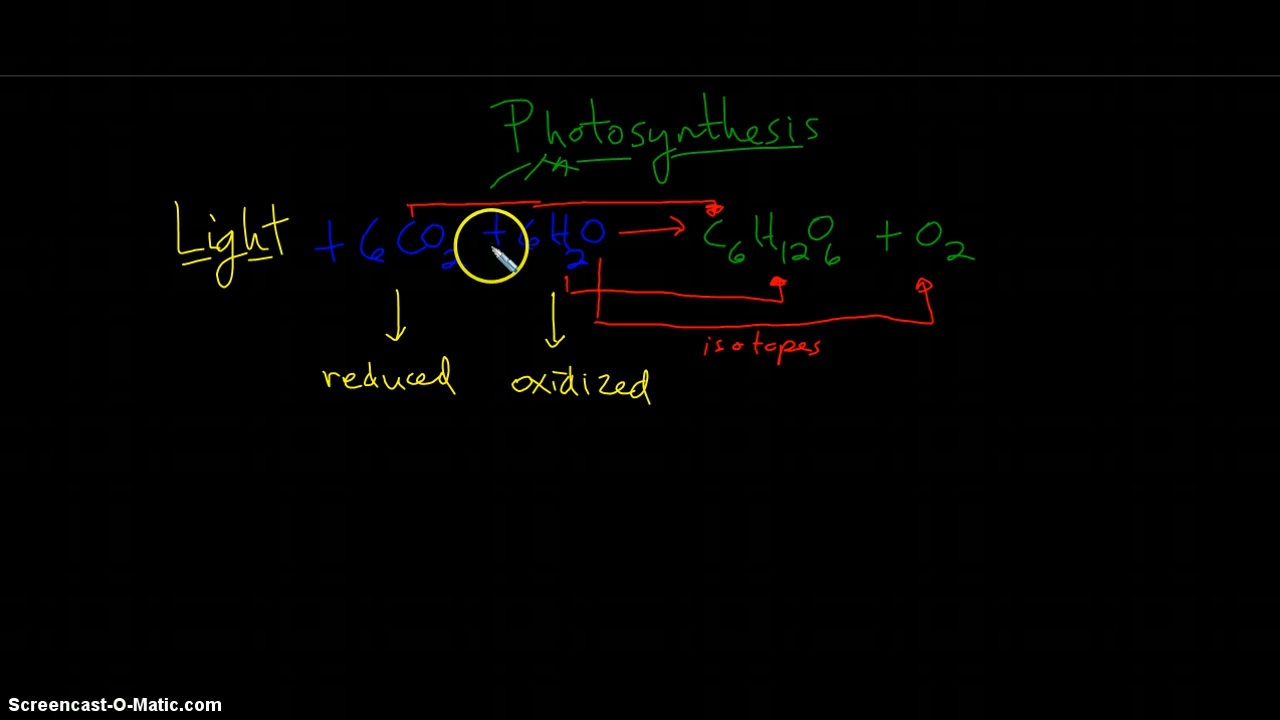 Photosynthesis
Light + 6CO₂ + 6H₂O → C₆H₁₂O₆ + O₂
isotopes
reduced oxidized
Screencast-O-Matic.com